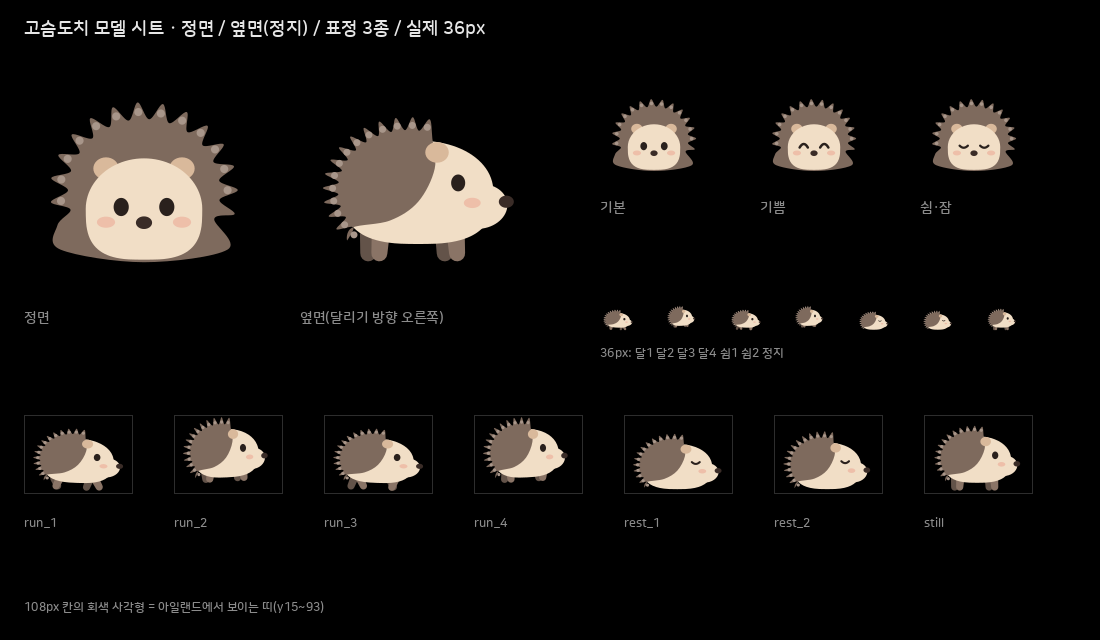 고슴도치 모델 시트 · 정면 / 옆면(정지) / 표정 3종 / 실제 36px
기본
기쁨
쉼·잠
정면
옆면(달리기 방향 오른쪽)
36px: 달1 달2 달3 달4 쉼1 쉼2 정지
run_1
run_2
run_3
run_4
rest_1
rest_2
still
108px 칸의 회색 사각형 = 아일랜드에서 보이는 띠(y15~93)